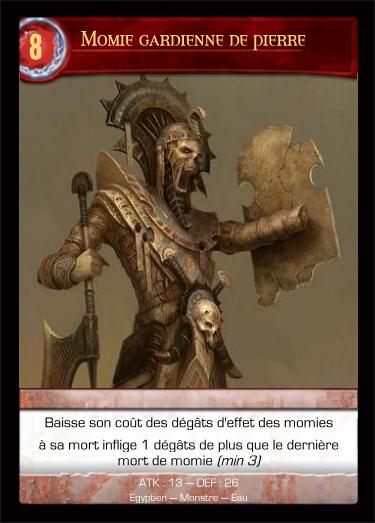 8
Momie gardienne de pierre
Baisse son coût des dégâts d'effet des momies
à sa mort inflige 1 dégâts de plus que le dernière
mort de momie (min 3)
ATK : 13 — DEF : 26
Egyptien — Monstre — Eau